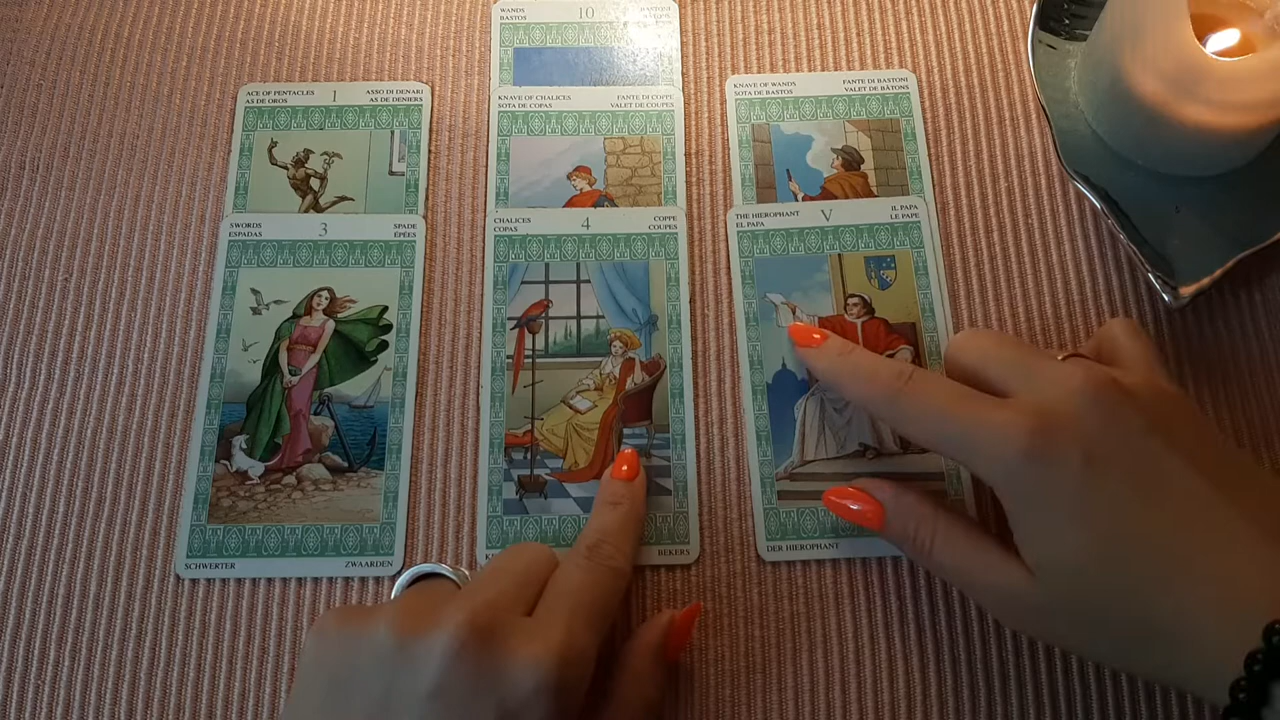 WANDS 10 BASTONI
BASTOS
ACE OF PENTACLES 1 ASSO DI DENARI
AS DE OROS AS DE DENIERS
KNAVE OF CHALICES FANTE DI COPPE
SOTA DE COPAS VALET DE COUPES
KNAVE OF WANDS FANTE DI BASTONI
SOTA DE BASTOS VALET DE BÂTONS
SWORDS 3 SPADE
ESPADAS ÉPÉES
CHALICES 4 COPPE
COPAS COUPES
THE HIEROPHANT V IL PAPA
EL PAPA LE PAPE
SCHWERTER ZWAARDEN
BEKERS
DER HIEROPHANT